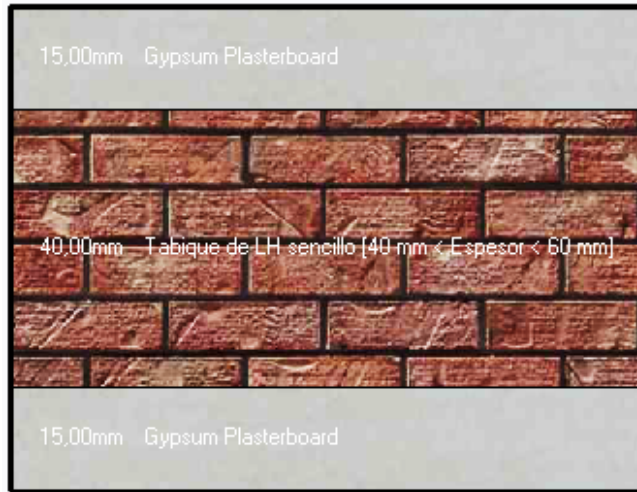 15,00mm Gypsum Plasterboard
40,00mm Tabique de LH sencillo [40 mm < Espesor < 60 mm]
15,00mm Gypsum Plasterboard